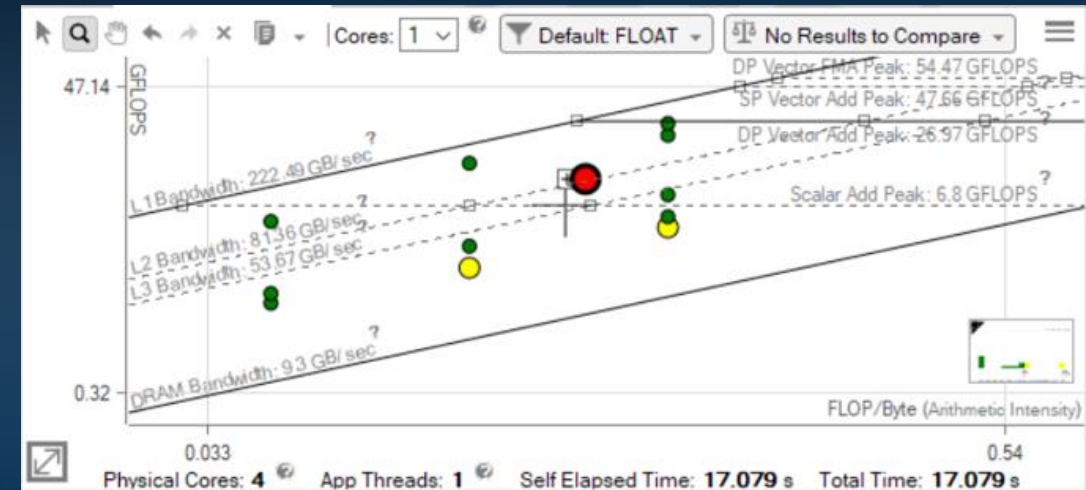 Cores: 1 Default: FLOAT No Results to Compare
GFLOPS
47.14
DP Vector FMA Peak: 54.47 GFLOPS
SP Vector Add Peak: 47.66 GFLOPS
?
DP Vector Add Peak: 26.97 GFLOPS
?
L1 Bandwidth: 222.49 GB/sec
?
Scalar Add Peak: 6.8 GFLOPS
?
L2 Bandwidth: 81.36 GB/sec
?
L3 Bandwidth: 53.67 GB/sec
?
DRAM Bandwidth: 9.3 GB/sec
?
0.32
FLOP/Byte (Arithmetic Intensity)
0.033
0.54
Physical Cores: 4 App Threads: 1 Self Elapsed Time: 17.079 s Total Time: 17.079 s